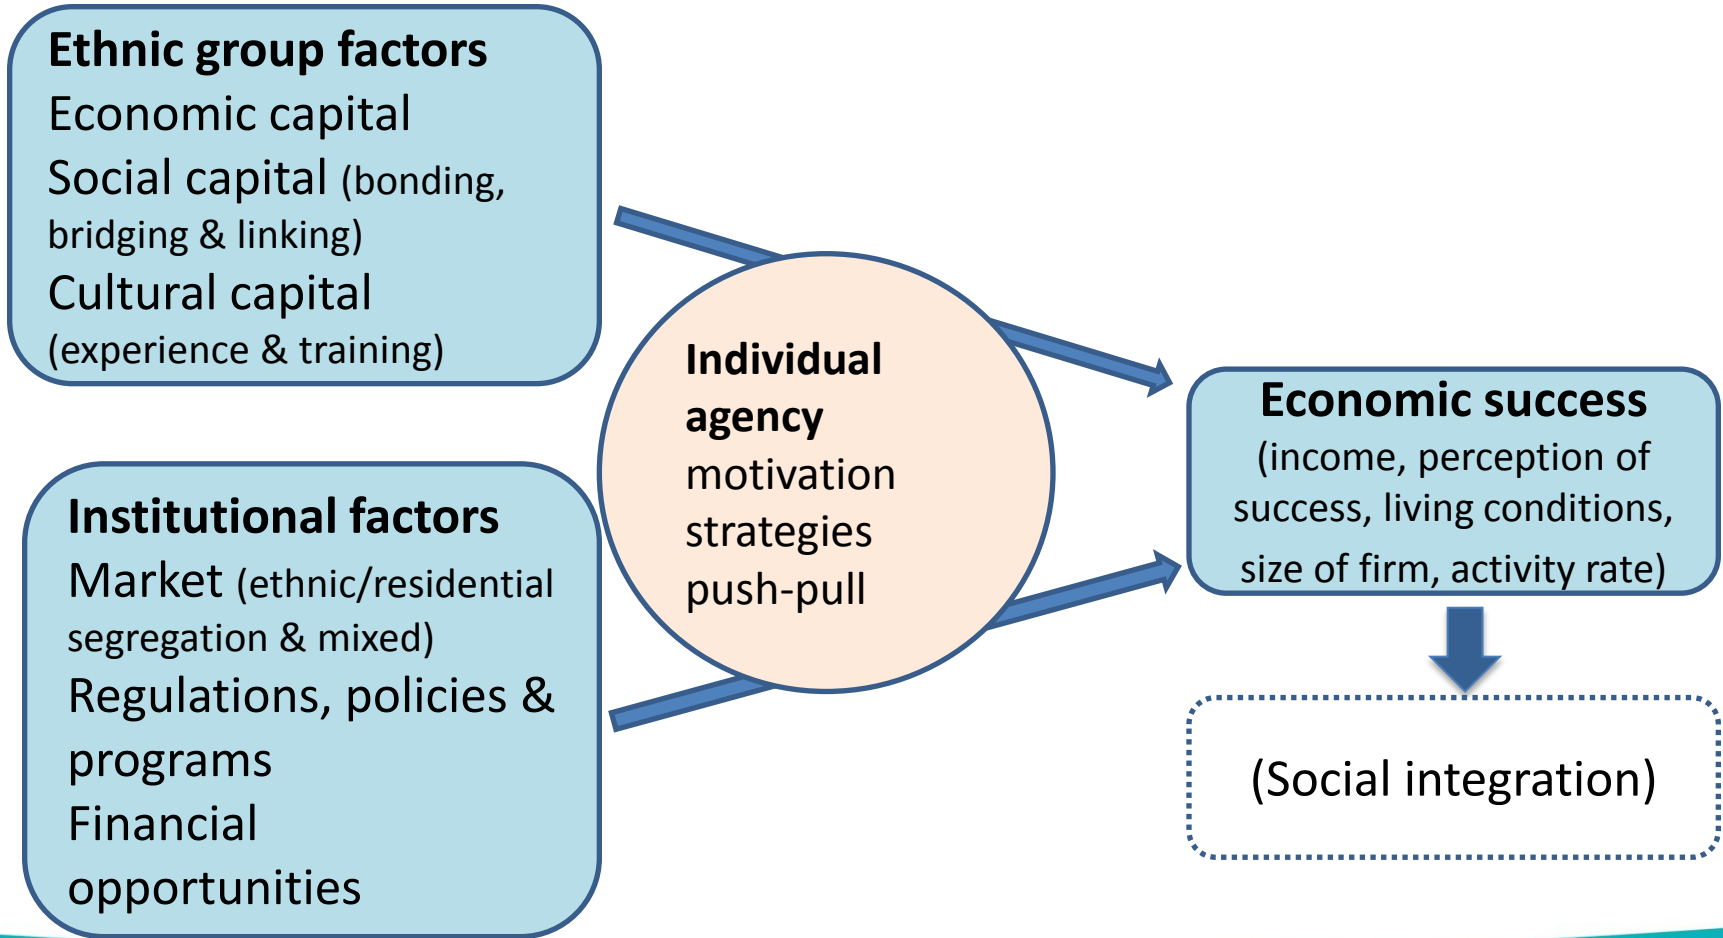 Ethnic group factors
Economic capital
Social capital (bonding,
bridging & linking)
Cultural capital
(experience & training)
Institutional factors
Market (ethnic/residential
segregation & mixed)
Regulations, policies &
programs
Financial
opportunities
Individual
agency
motivation
strategies
push-pull
Economic success
(income, perception of
success, living conditions,
size of firm, activity rate)
(Social integration)